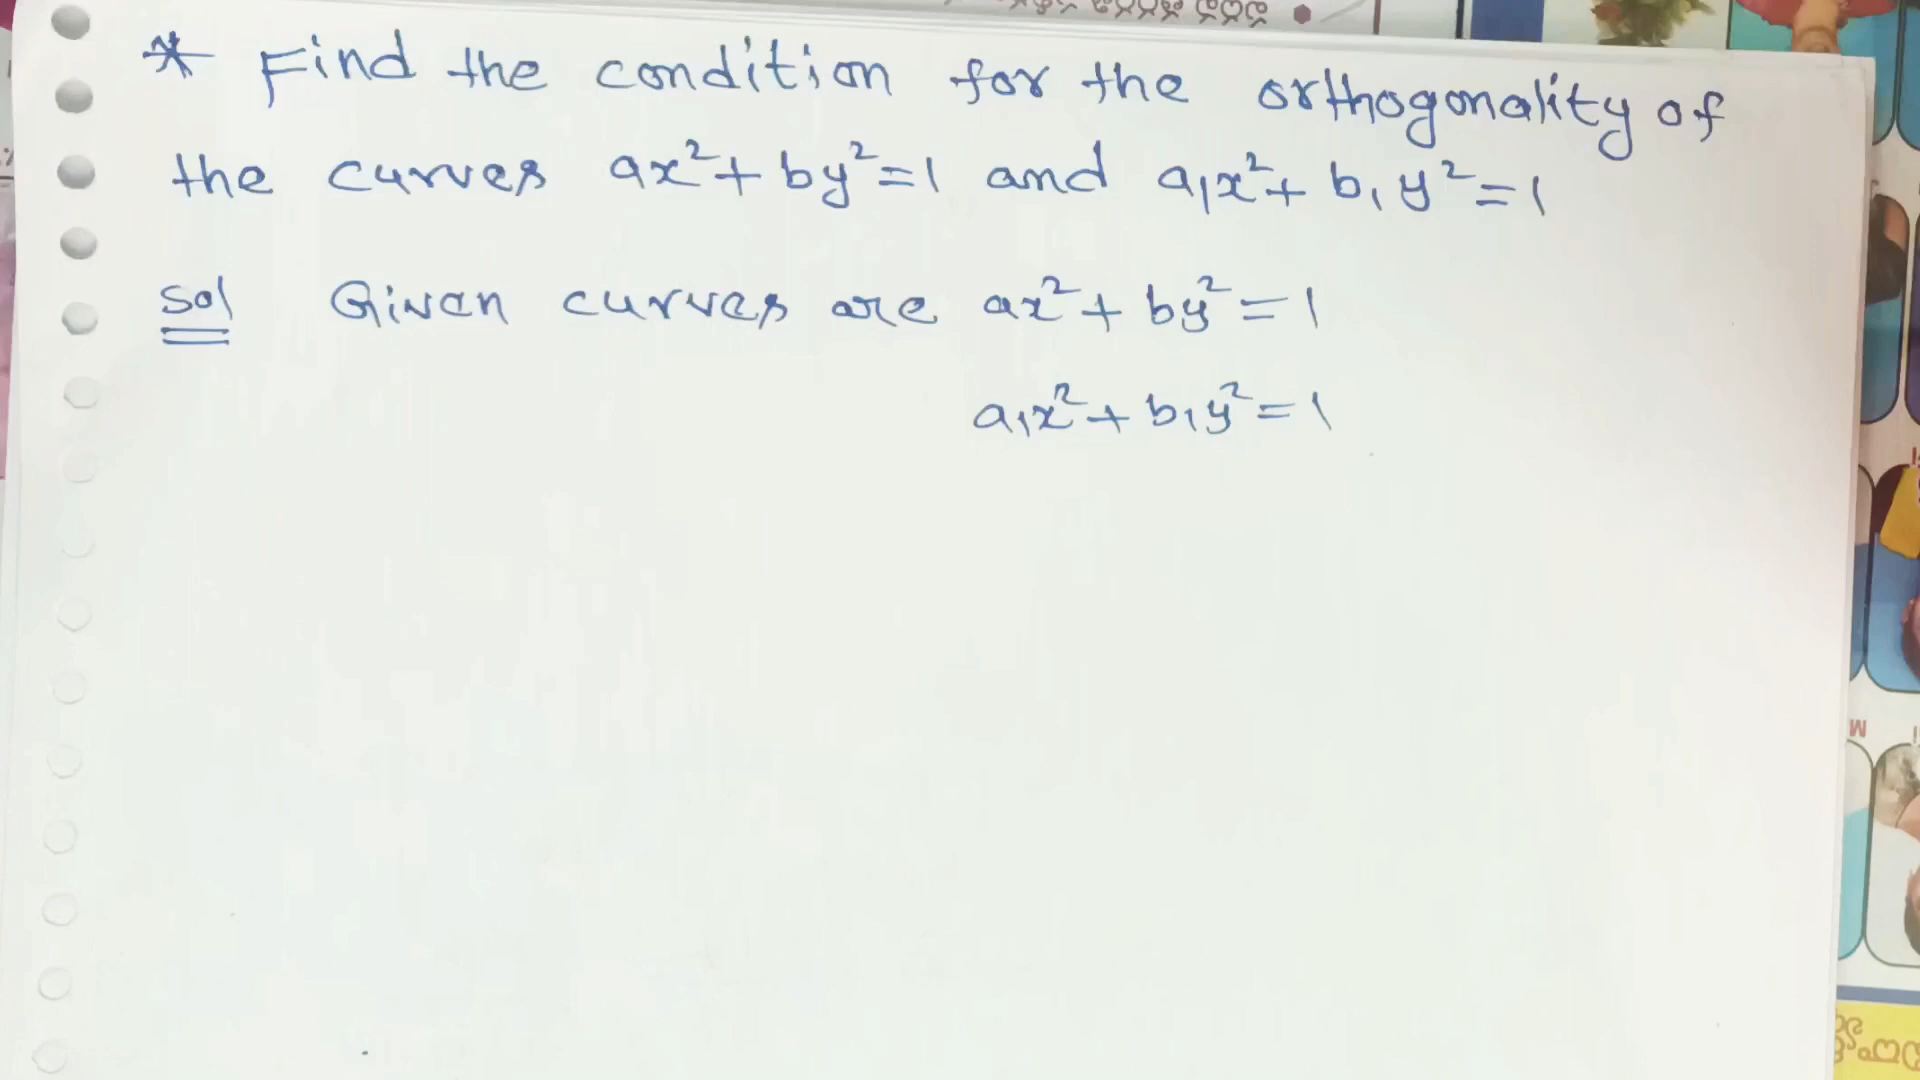 * Find the condition for the orthogonality of
the curves ax²+by²=1 and a₁x²+b₁y²=1
Sol Given curves are ax²+by²=1
a₁x²+b₁y²=1
M